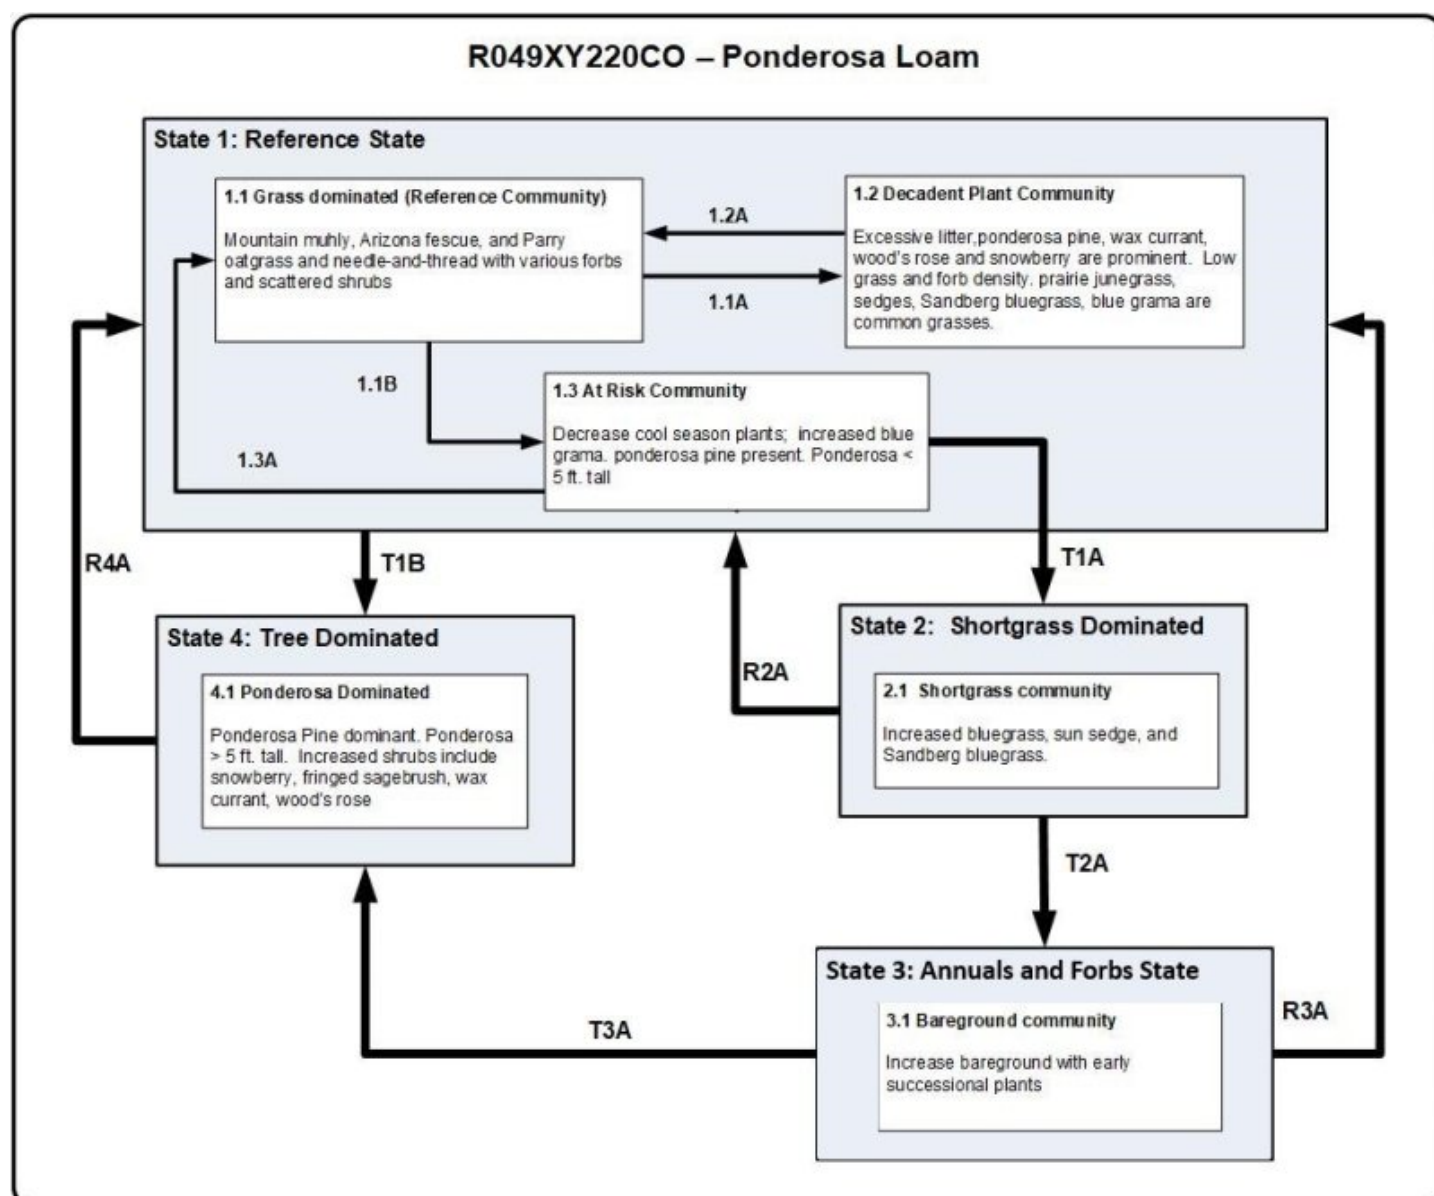 R049XY220CO – Ponderosa Loam
State 1: Reference State
1.1 Grass dominated (Reference Community)
Mountain muhly, Arizona fescue, and Parry
oatgrass and needle-and-thread with various forbs
and scattered shrubs
1.2A
1.1A
1.2 Decadent Plant Community
Excessive litter,ponderosa pine, wax currant,
wood's rose and snowberry are prominent. Low
grass and forb density. prairie junegrass,
sedges, Sandberg bluegrass, blue grama are
common grasses.
1.1B
1.3A
1.3 At Risk Community
Decrease cool season plants; increased blue
grama. ponderosa pine present. Ponderosa <
5 ft. tall
R4A
T1B
T1A
State 4: Tree Dominated
4.1 Ponderosa Dominated
Ponderosa Pine dominant. Ponderosa
> 5 ft. tall. Increased shrubs include
snowberry, fringed sagebrush, wax
currant, wood's rose
R2A
State 2: Shortgrass Dominated
2.1 Shortgrass community
Increased bluegrass, sun sedge, and
Sandberg bluegrass.
T2A
State 3: Annuals and Forbs State
3.1 Bareground community
Increase bareground with early
successional plants
T3A
R3A